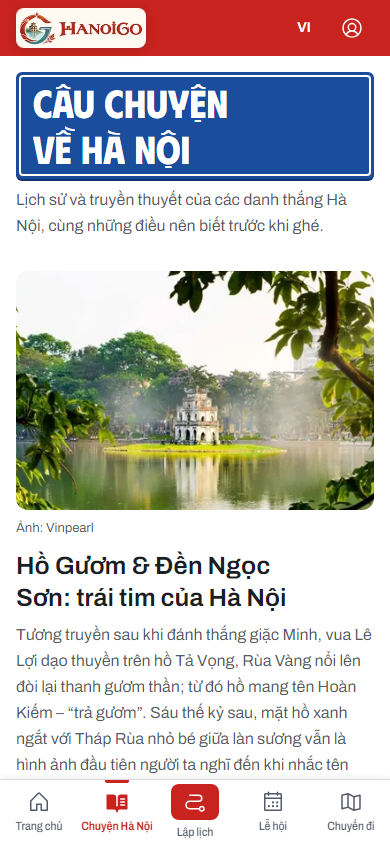 HANOIGO
VI
CÂU CHUYỆN
VỀ HÀ NỘI
Lịch sử và truyền thuyết của các danh thắng Hà
Nội, cùng những điều nên biết trước khi ghé.
Ảnh: Vinpearl
Hồ Gươm & Đền Ngọc
Sơn: trái tim của Hà Nội
Tương truyền sau khi đánh thắng giặc Minh, vua Lê
Lợi dạo thuyền trên hồ Tả Vọng, Rùa Vàng nổi lên
đòi lại thanh gươm thần; từ đó hồ mang tên Hoàn
Kiếm – “trả gươm”. Sáu thế kỷ sau, mặt hồ xanh
ngắt với Tháp Rùa nhỏ bé giữa làn sương vẫn là
hình ảnh đầu tiên người ta nghĩ đến khi nhắc tên
Trang chủ
Chuyện Hà Nội
Lập lịch
Lễ hội
Chuyến đi